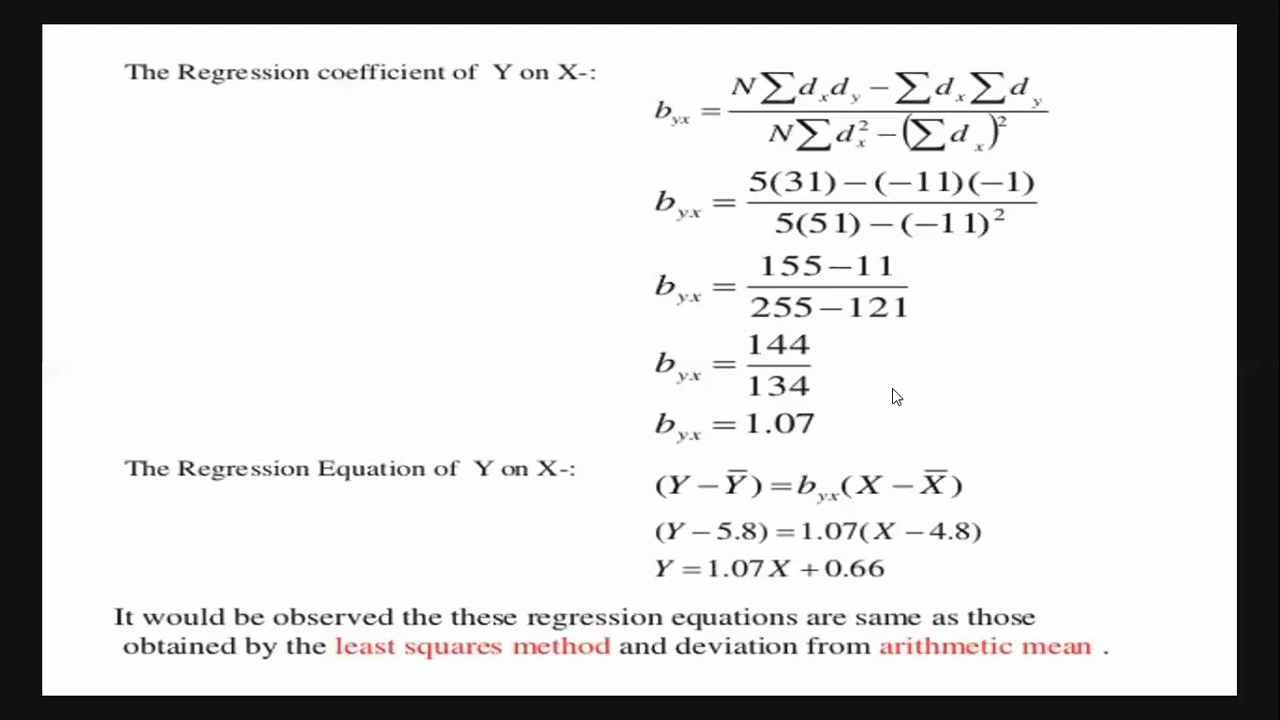 The Regression coefficient of Y on X-:
b_yx = (N∑d_x d_y − ∑d_x ∑d_y) / (N∑d_x² − (∑d_x)²)
b_yx = (5(31) − (−11)(−1)) / (5(51) − (−11)²)
b_yx = (155 − 11) / (255 − 121)
b_yx = 144 / 134
b_yx = 1.07
The Regression Equation of Y on X-:
(Y − Y̅) = b_yx(X − X̅)
(Y − 5.8) = 1.07(X − 4.8)
Y = 1.07X + 0.66
It would be observed the these regression equations are same as those
obtained by the least squares method and deviation from arithmetic mean .